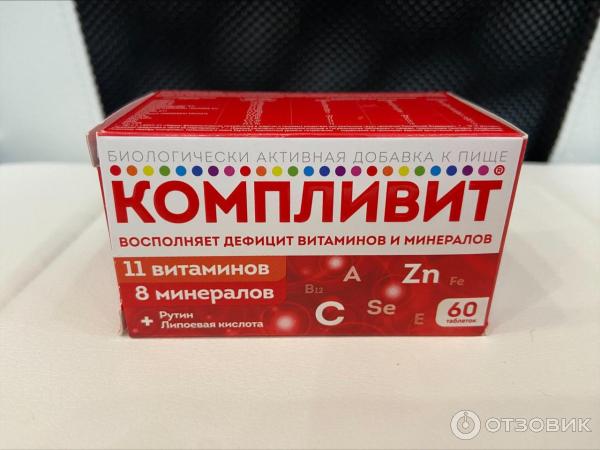 БИОЛОГИЧЕСКИ АКТИВНАЯ ДОБАВКА К ПИЩЕ
КОМПЛИВИТ®
ВОСПОЛНЯЕТ ДЕФИЦИТ ВИТАМИНОВ И МИНЕРАЛОВ
11 ВИТАМИНОВ
8 МИНЕРАЛОВ
+ Рутин
Липоевая кислота
B12 A Zn Fe
C Se E
60
таблеток
ОТЗОВИК